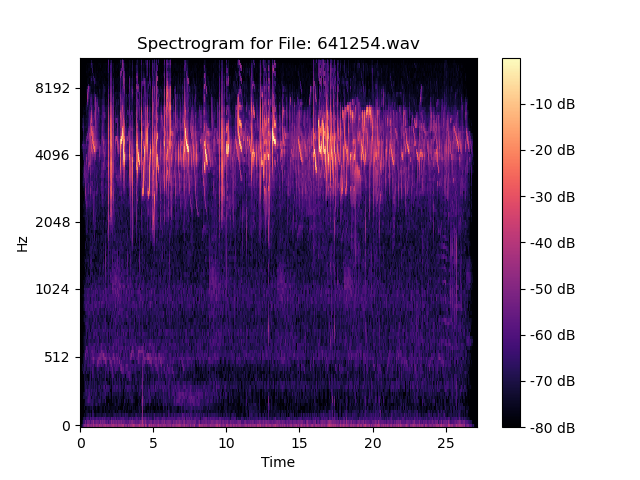 Spectrogram for File: 641254.wav
8192
4096
2048
1024
512
0
Hz
0
5
10
15
20
25
Time
-10 dB
-20 dB
-30 dB
-40 dB
-50 dB
-60 dB
-70 dB
-80 dB